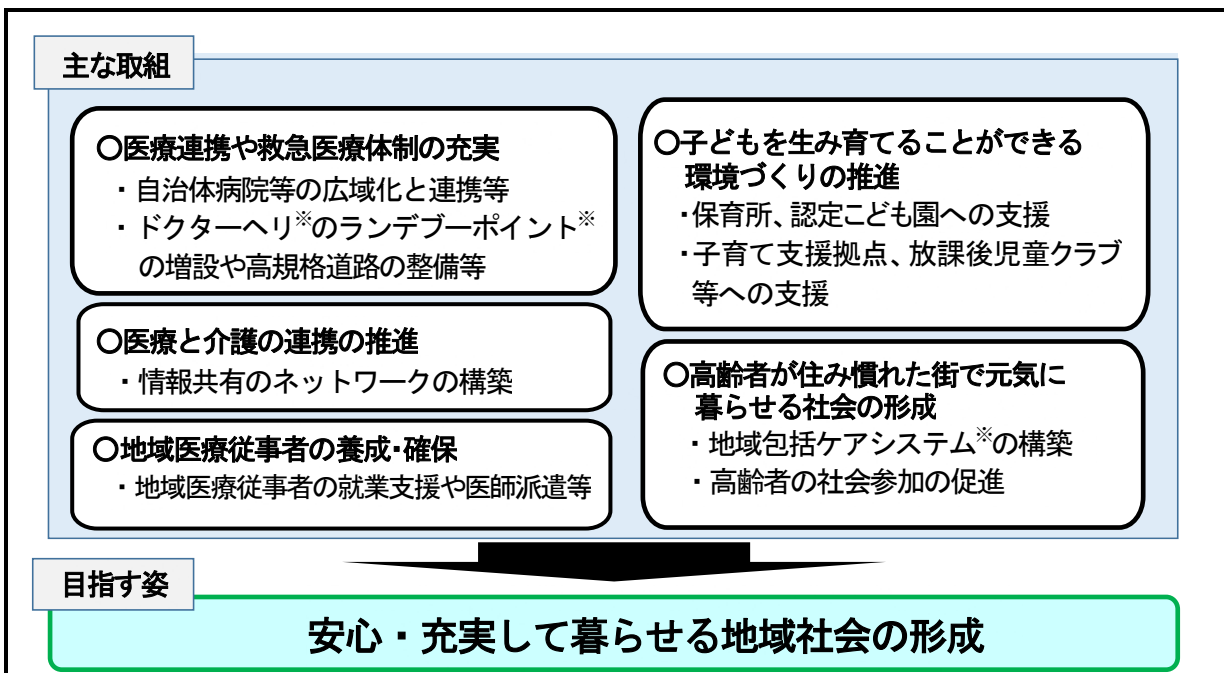 主な取組
〇医療連携や救急医療体制の充実
・自治体病院等の広域化と連携等
・ドクターヘリ※のランデブーポイント※
の増設や高規格道路の整備等
〇医療と介護の連携の推進
・情報共有のネットワークの構築
〇地域医療従事者の養成・確保
・地域医療従事者の就業支援や医師派遣等
〇子どもを生み育てることができる
環境づくりの推進
・保育所、認定こども園への支援
・子育て支援拠点、放課後児童クラブ
等への支援
〇高齢者が住み慣れた街で元気に
暮らせる社会の形成
・地域包括ケアシステム※の構築
・高齢者の社会参加の促進
目指す姿
安心・充実して暮らせる地域社会の形成